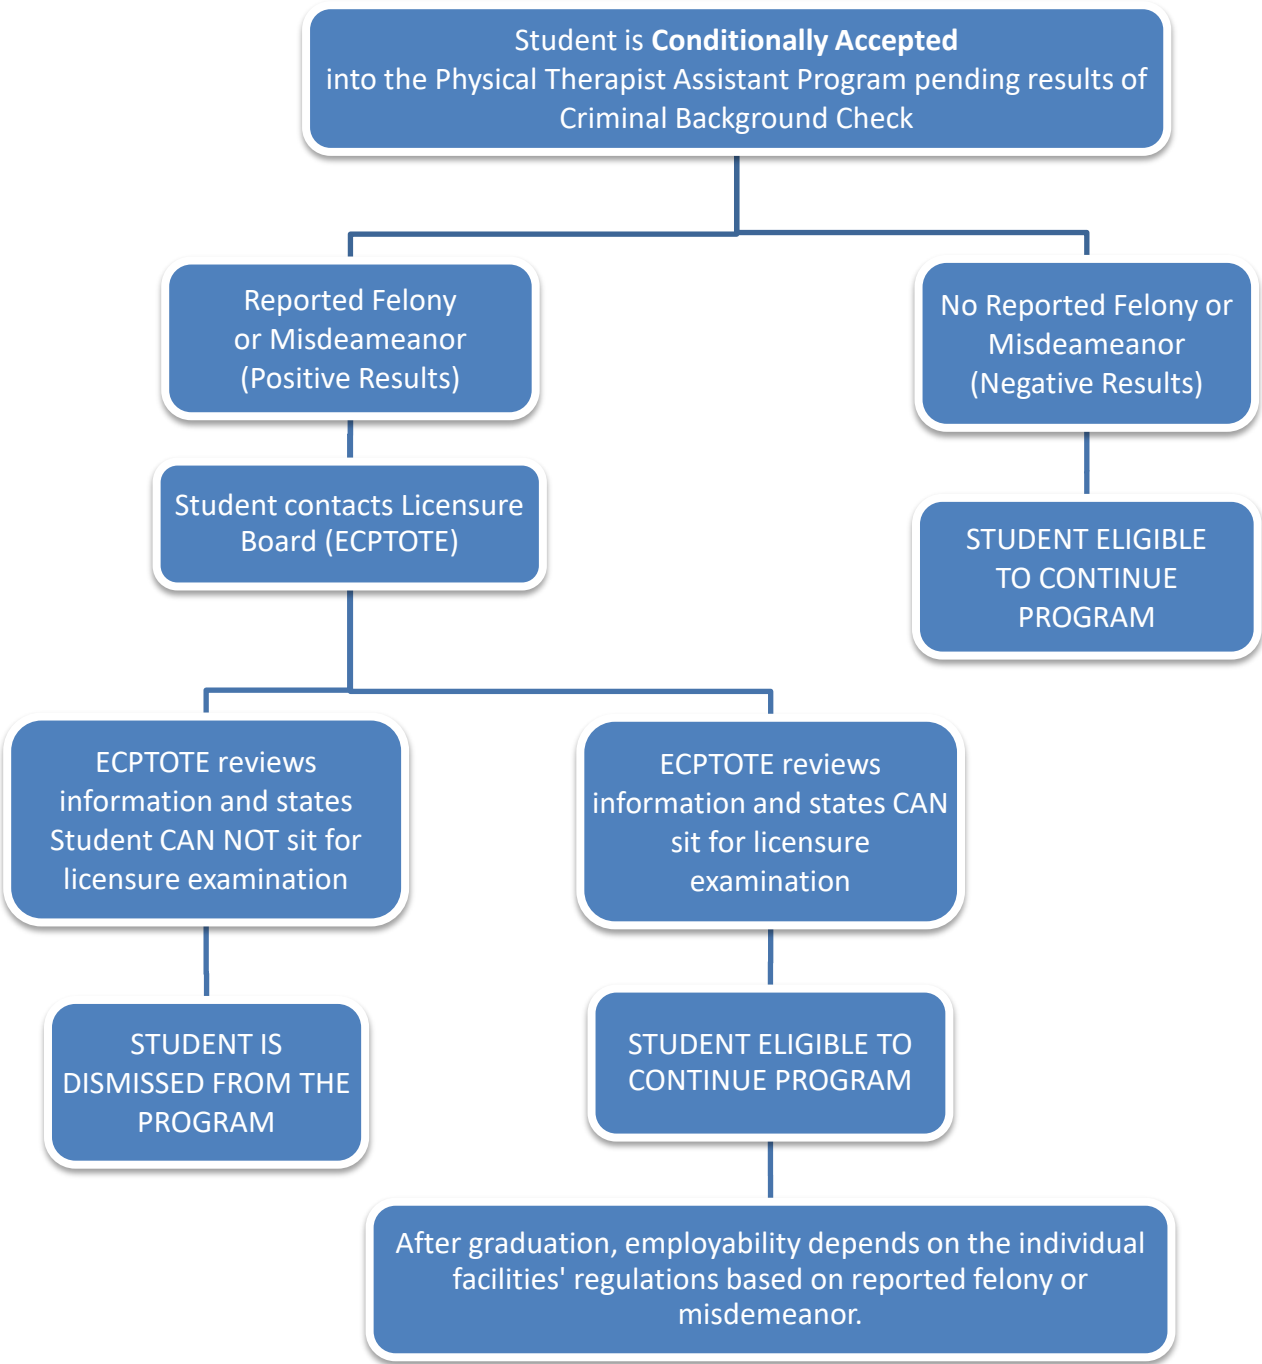 Student is Conditionally Accepted
into the Physical Therapist Assistant Program pending results of
Criminal Background Check
Reported Felony
or Misdeameanor
(Positive Results)
No Reported Felony or
Misdeameanor
(Negative Results)
Student contacts Licensure
Board (ECPTOTE)
STUDENT ELIGIBLE
TO CONTINUE
PROGRAM
ECPTOTE reviews
information and states
Student CAN NOT sit for
licensure examination
ECPTOTE reviews
information and states CAN
sit for licensure
examination
STUDENT IS
DISMISSED FROM THE
PROGRAM
STUDENT ELIGIBLE TO
CONTINUE PROGRAM
After graduation, employability depends on the individual
facilities' regulations based on reported felony or
misdemeanor.